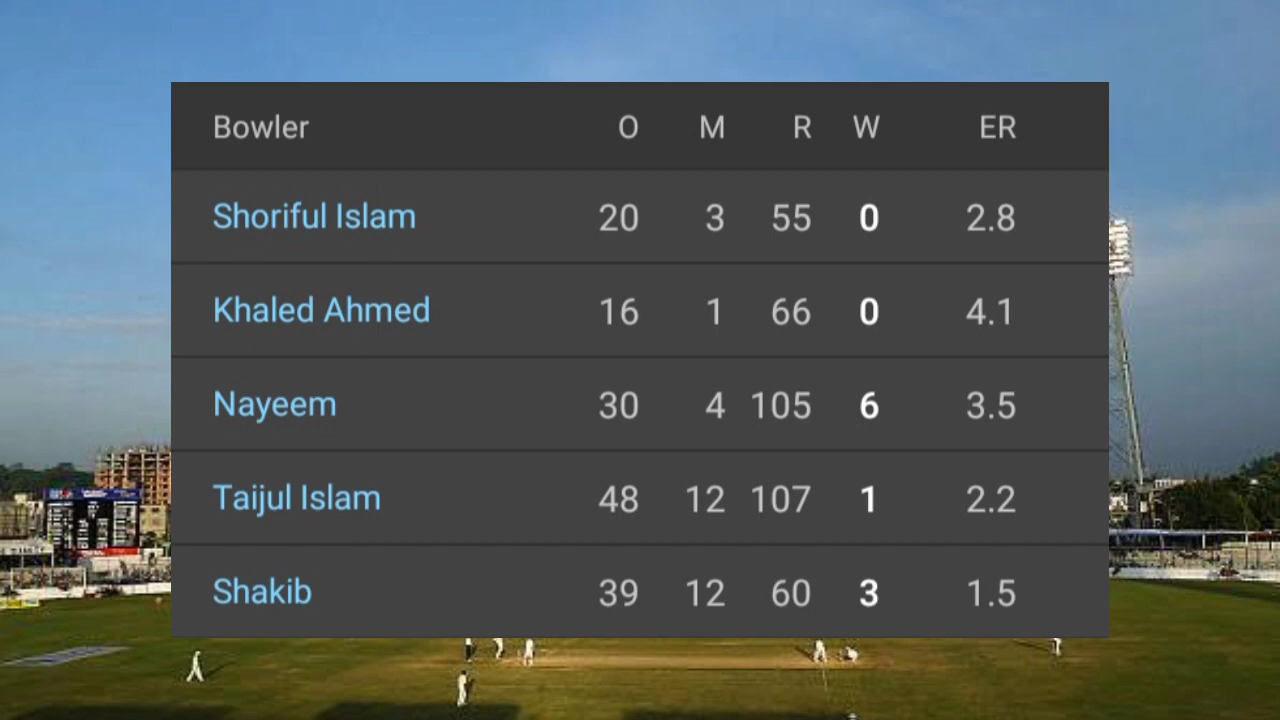 Bowler O M R W ER
Shoriful Islam 20 3 55 0 2.8
Khaled Ahmed 16 1 66 0 4.1
Nayeem 30 4 105 6 3.5
Taijul Islam 48 12 107 1 2.2
Shakib 39 12 60 3 1.5